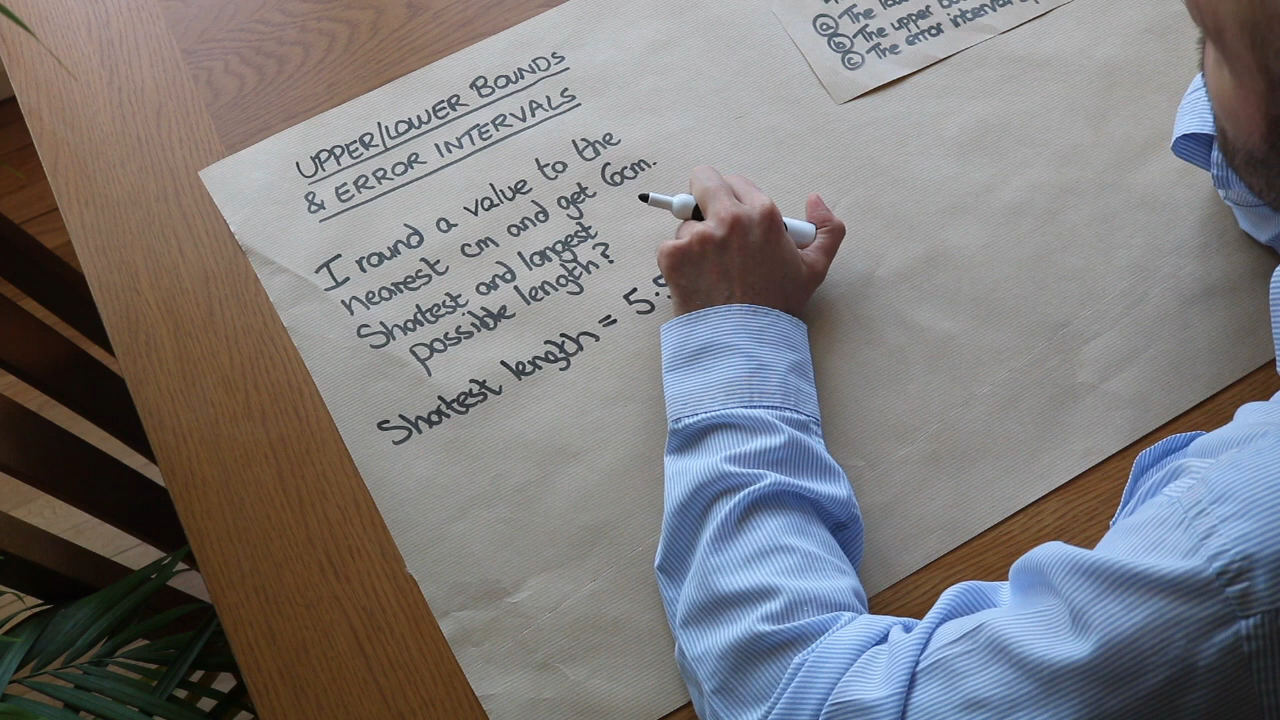 UPPER/LOWER BOUNDS
& ERROR INTERVALS
I round a value to the
nearest cm and get 6cm.
Shortest and longest
possible length?
Shortest length = 5.5
ⓐ The
ⓑ The upper
ⓒ The error interval